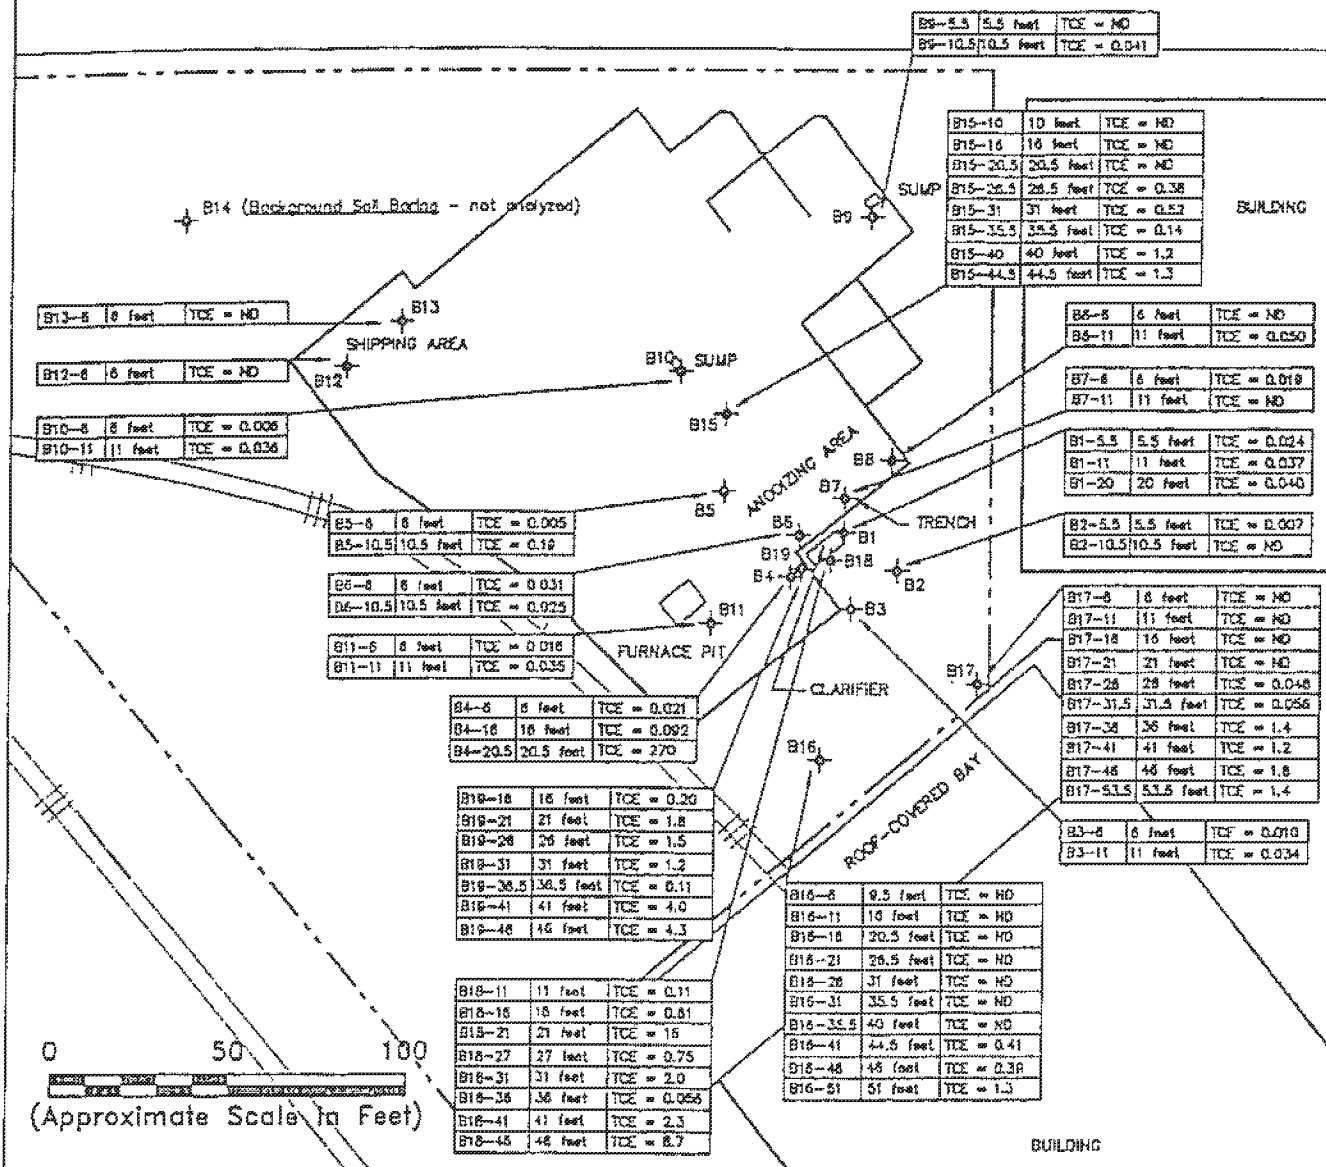 B9-5.5 5.5 feet TCE = ND
B9-10.5 10.5 feet TCE = 0.041
B15-10 10 feet TCE = ND
B15-16 16 feet TCE = ND
B15-20.5 20.5 feet TCE = ND
B15-26.5 26.5 feet TCE = 0.38
B15-31 31 feet TCE = 0.52
B15-35.5 35.5 feet TCE = 0.14
B15-40 40 feet TCE = 1.2
B15-44.5 44.5 feet TCE = 1.3
SUMP
B9
BUILDING
B14 (Background Soil Boring - not analyzed)
B13-6 6 feet TCE = ND
B13
SHIPPING AREA
B12-6 6 feet TCE = ND
B12
B10
SUMP
B15
B8-6 6 feet TCE = ND
B8-11 11 feet TCE = 0.050
B7-6 6 feet TCE = 0.019
B7-11 11 feet TCE = ND
B10-6 6 feet TCE = 0.006
B10-11 11 feet TCE = 0.036
ANODIZING AREA
B8
B1-5.5 5.5 feet TCE = 0.024
B1-11 11 feet TCE = 0.037
B1-20 20 feet TCE = 0.040
B5
B7
TRENCH
B5-6 6 feet TCE = 0.005
B5-10.5 10.5 feet TCE = 0.19
B6
B1
B2-5.5 5.5 feet TCE = 0.007
B2-10.5 10.5 feet TCE = ND
B19
B18
B4
B2
B6-6 6 feet TCE = 0.031
B6-10.5 10.5 feet TCE = 0.025
B11
B3
B11-6 6 feet TCE = 0.016
B11-11 11 feet TCE = 0.035
FURNACE PIT
CLARIFIER
B17
B17-6 6 feet TCE = ND
B17-11 11 feet TCE = ND
B17-16 16 feet TCE = ND
B17-21 21 feet TCE = ND
B17-26 26 feet TCE = 0.046
B17-31.5 31.5 feet TCE = 0.056
B17-36 36 feet TCE = 1.4
B17-41 41 feet TCE = 1.2
B17-46 46 feet TCE = 1.8
B17-53.5 53.5 feet TCE = 1.4
B4-6 6 feet TCE = 0.021
B4-16 16 feet TCE = 0.092
B4-20.5 20.5 feet TCE = 270
B16
ROOF-COVERED BAY
B3-6 6 feet TCE = 0.010
B3-11 11 feet TCE = 0.034
B19-16 16 feet TCE = 0.20
B19-21 21 feet TCE = 1.8
B19-26 26 feet TCE = 1.5
B19-31 31 feet TCE = 1.2
B19-36.5 36.5 feet TCE = 0.11
B19-41 41 feet TCE = 4.0
B19-46 46 feet TCE = 4.3
B16-6 9.5 feet TCE = ND
B16-11 16 feet TCE = ND
B16-16 20.5 feet TCE = ND
B16-21 26.5 feet TCE = ND
B16-26 31 feet TCE = ND
B16-31 35.5 feet TCE = ND
B16-35.5 40 feet TCE = ND
B16-41 44.5 feet TCE = 0.41
B16-46 46 feet TCE =
B16-51 51 feet TCE = 1.3
B18-11 11 feet TCE = 0.11
B18-16 16 feet TCE = 0.81
B18-21 21 feet TCE = 16
B18-27 27 feet TCE = 0.75
B18-31 31 feet TCE = 2.0
B18-36 36 feet TCE = 0.056
B18-41 41 feet TCE = 2.3
B18-46 46 feet TCE = 8.7
0 50 100
(Approximate Scale in Feet)
BUILDING